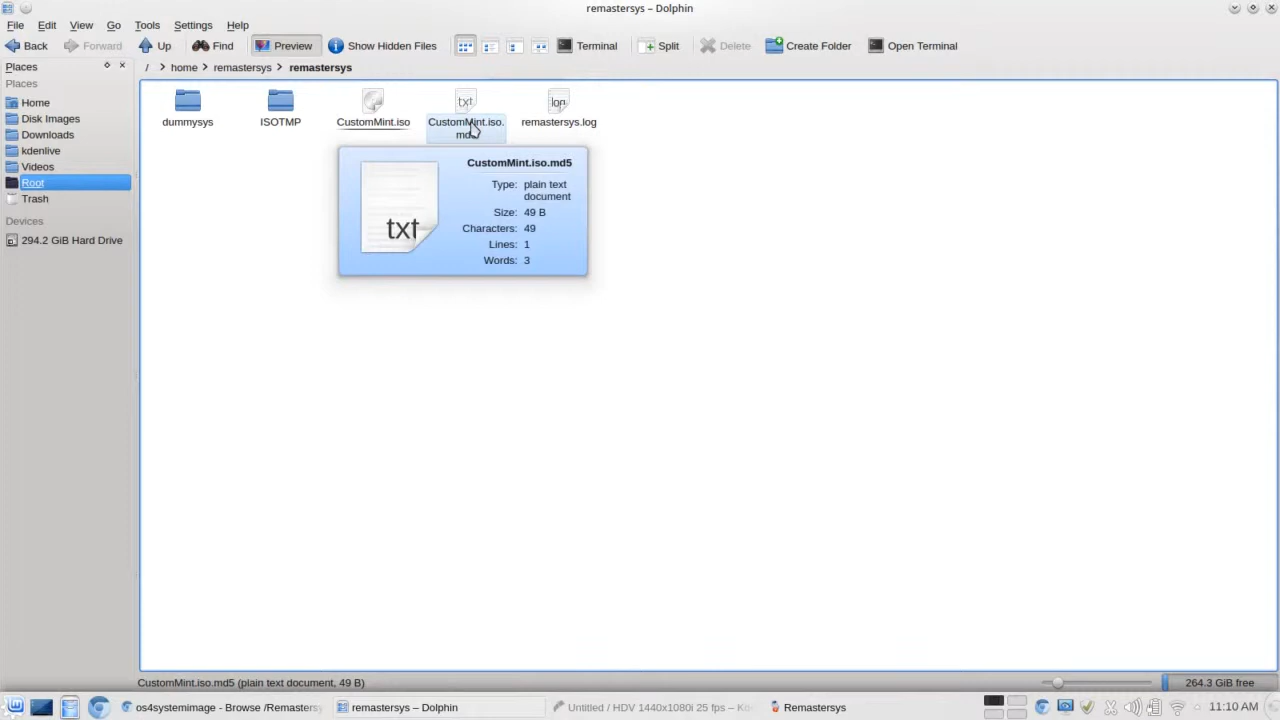 remastersys – Dolphin
File Edit View Go Tools Settings Help
Back Forward Up Find Preview Show Hidden Files Terminal Split Delete Create Folder Open Terminal
Places
/ > home > remastersys > remastersys
Places
Home
Disk Images
Downloads
kdenlive
Videos
Root
Trash
Devices
294.2 GiB Hard Drive
dummysys
ISOTMP
CustomMint.iso
txt
CustomMint.iso.
md5
log
remastersys.log
CustomMint.iso.md5
txt
Type: plain text
document
Size: 49 B
Characters: 49
Lines: 1
Words: 3
CustomMint.iso.md5 (plain text document, 49 B)
264.3 GiB free
os4systemimage - Browse /Remastersy
remastersys – Dolphin
Untitled / HDV 1440x1080i 25 fps – K
Remastersys
11:10 AM